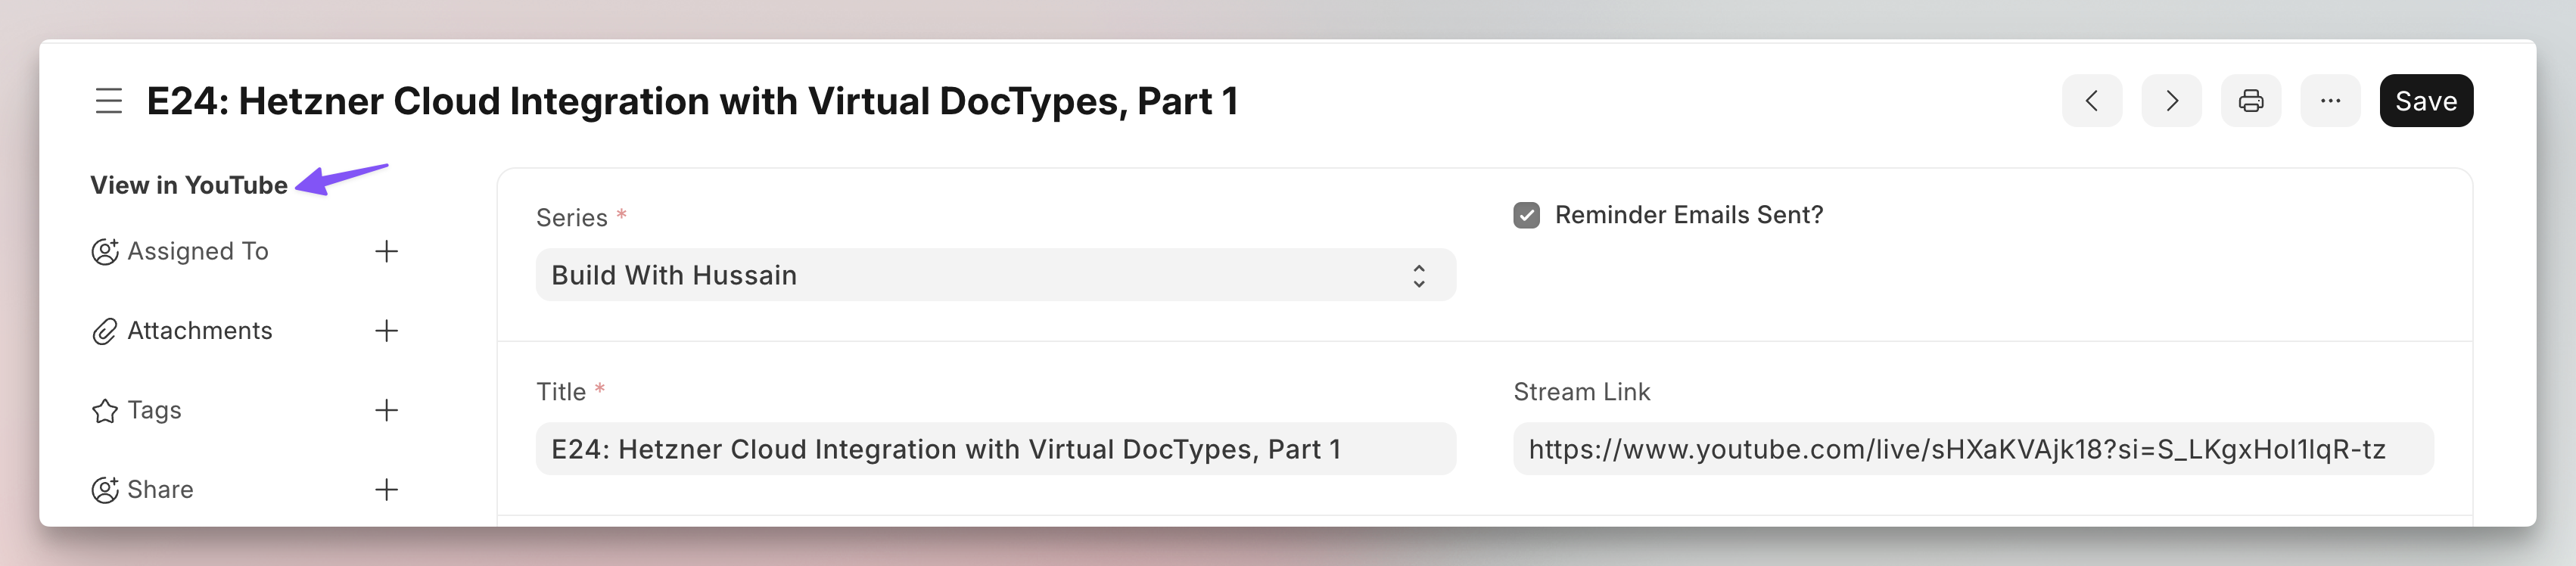 E24: Hetzner Cloud Integration with Virtual DocTypes, Part 1
Save
View in YouTube
Assigned To
Attachments
Tags
Share
Series *
Build With Hussain
Reminder Emails Sent?
Title *
E24: Hetzner Cloud Integration with Virtual DocTypes, Part 1
Stream Link
https://www.youtube.com/live/sHXaKVAjk18?si=S_LKgxHol1lqR-tz